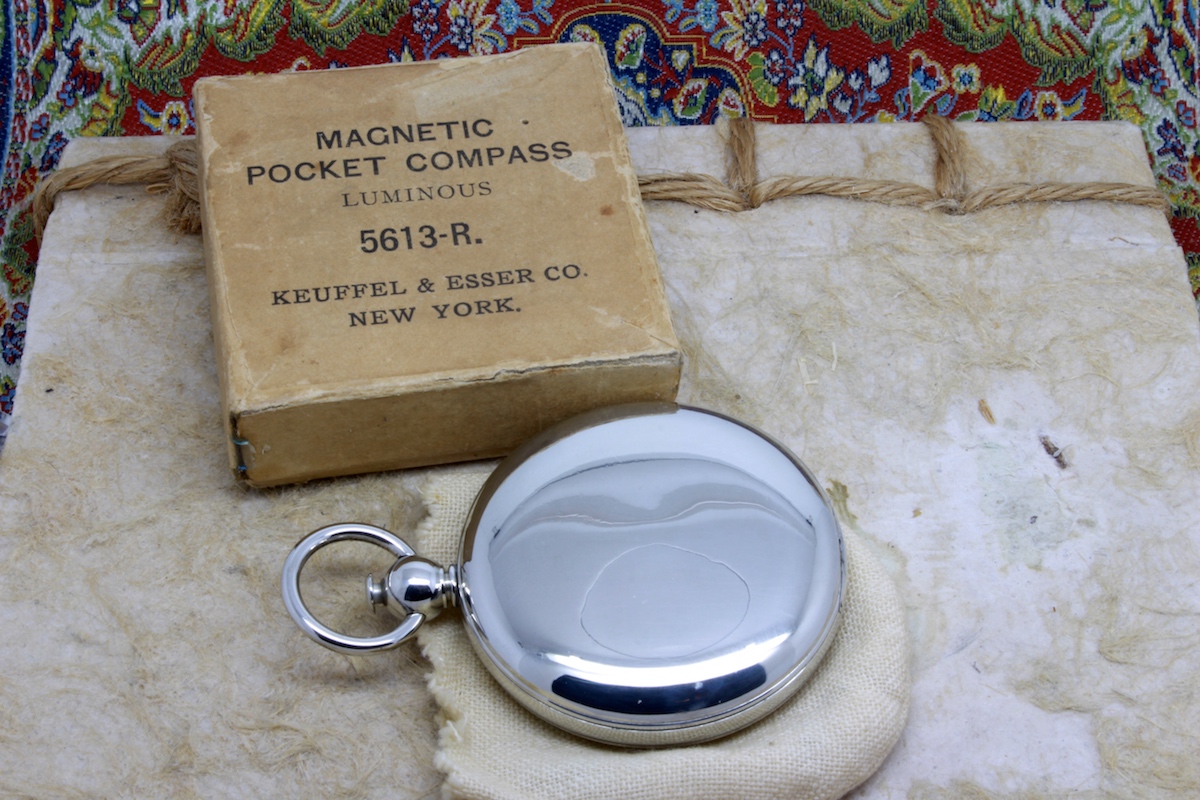 MAGNETIC
POCKET COMPASS
LUMINOUS
5613-R.
KEUFFEL & ESSER CO.
NEW YORK.